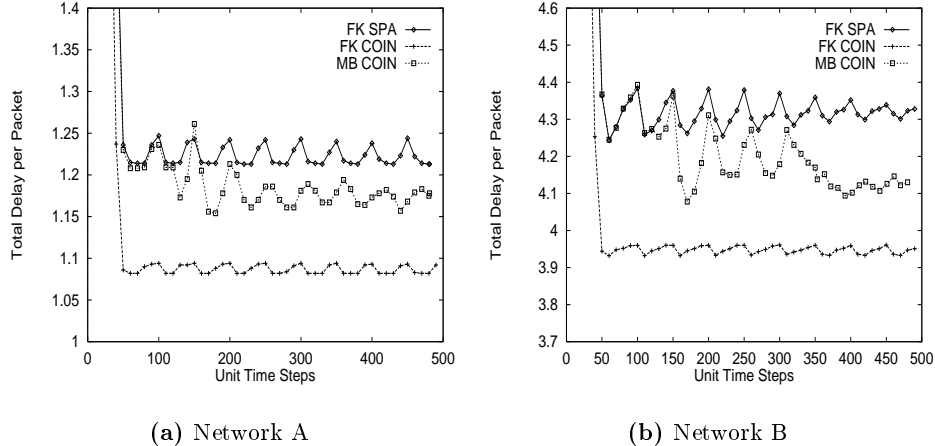 1.4
1.35
1.3
1.25
1.2
1.15
1.1
1.05
1
Total Delay per Packet
0 100 200 300 400 500
Unit Time Steps
FK SPA
FK COIN
MB COIN
(a) Network A
4.6
4.5
4.4
4.3
4.2
4.1
4
3.9
3.8
3.7
Total Delay per Packet
0 50 100 150 200 250 300 350 400 450 500
Unit Time Steps
FK SPA
FK COIN
MB COIN
(b) Network B